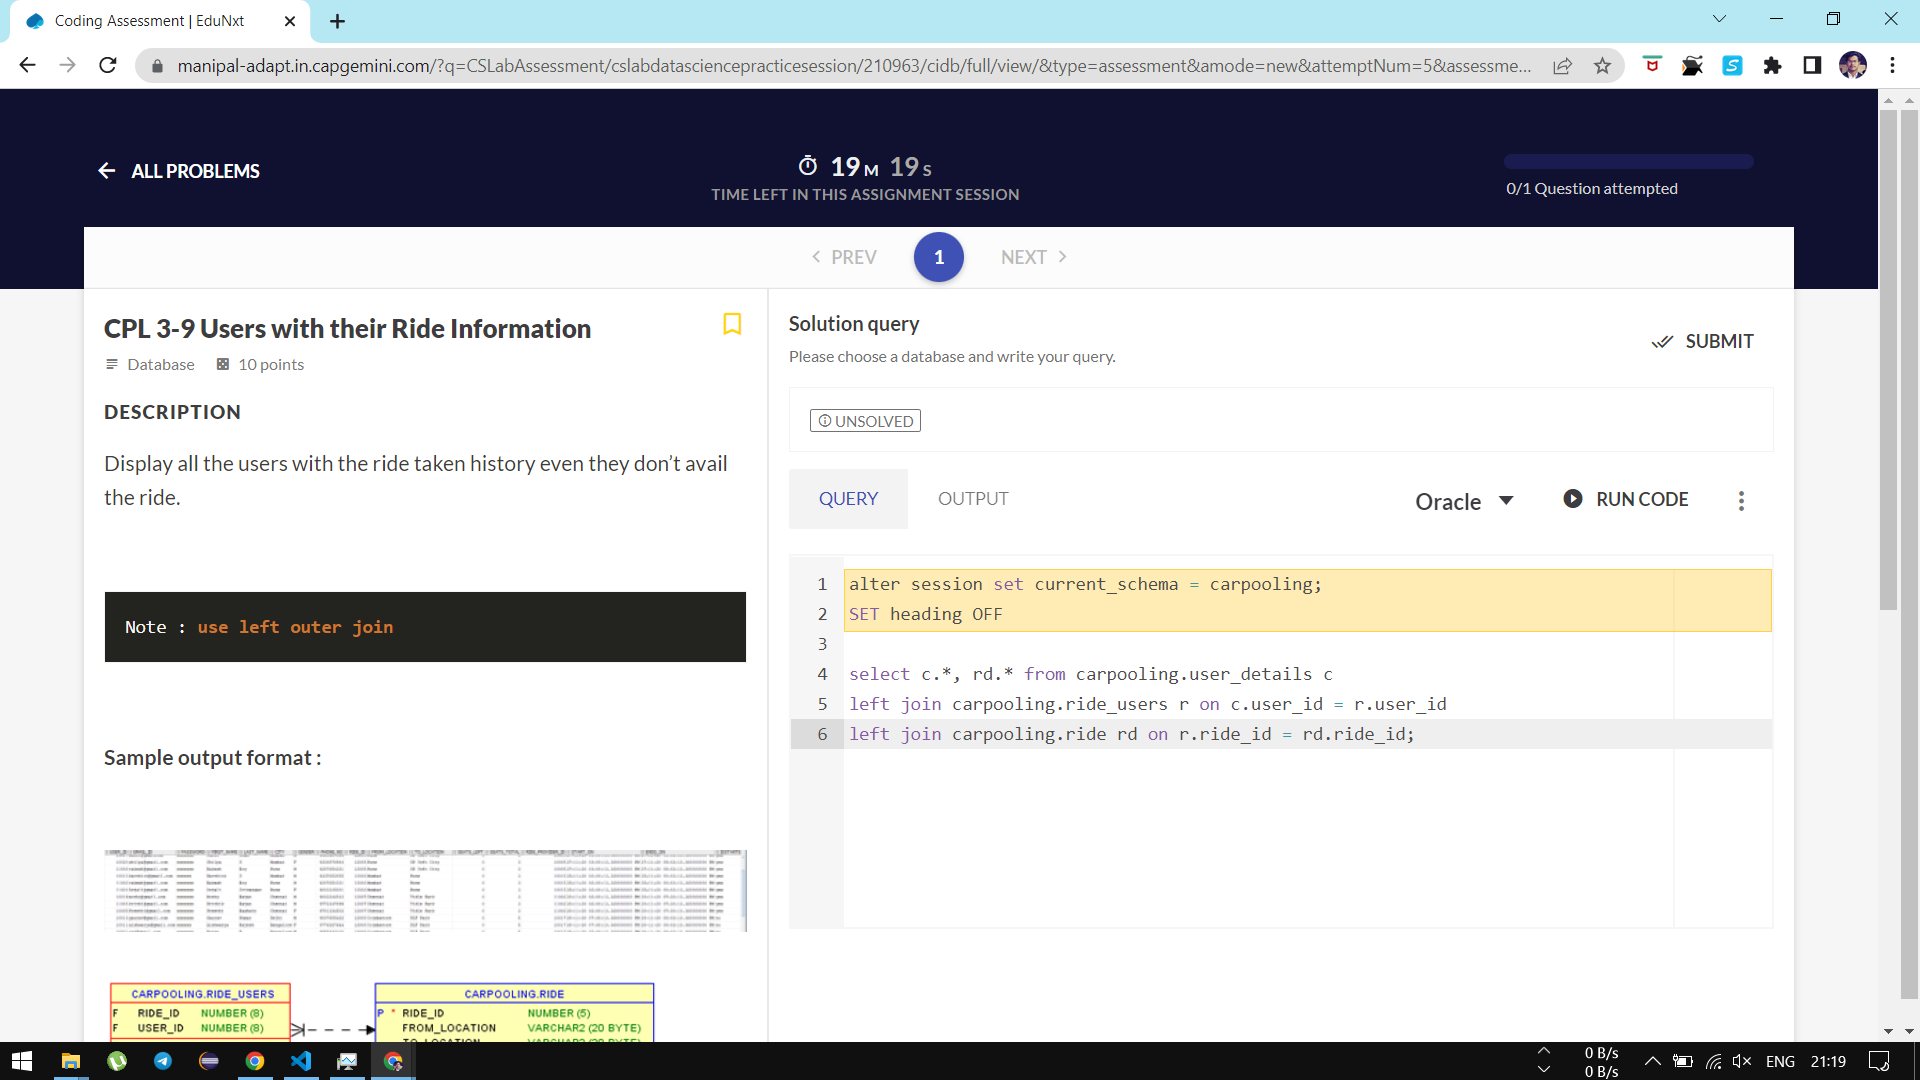 Coding Assessment | EduNxt
manipal-adapt.in.capgemini.com/?q=CSLabAssessment/cslabdatasciencepracticesession/210963/cidb/full/view/&type=assessment&amode=new&attemptNum=5&assessme...
ALL PROBLEMS
19 M 19 S
TIME LEFT IN THIS ASSIGNMENT SESSION
0/1 Question attempted
PREV
1
NEXT
CPL 3-9 Users with their Ride Information
Database
10 points
DESCRIPTION
Display all the users with the ride taken history even they don’t avail
the ride.
Note : use left outer join
Sample output format :
CARPOOLING.RIDE_USERS
F RIDE_ID NUMBER (8)
F USER_ID NUMBER (8)
CARPOOLING.RIDE
P * RIDE_ID NUMBER (5)
FROM_LOCATION VARCHAR2 (20 BYTE)
Solution query
SUBMIT
Please choose a database and write your query.
UNSOLVED
QUERY
OUTPUT
Oracle
RUN CODE
1 alter session set current_schema = carpooling;
2 SET heading OFF
3
4 select c.*, rd.* from carpooling.user_details c
5 left join carpooling.ride_users r on c.user_id = r.user_id
6 left join carpooling.ride rd on r.ride_id = rd.ride_id;
0 B/s
0 B/s
ENG
21:19